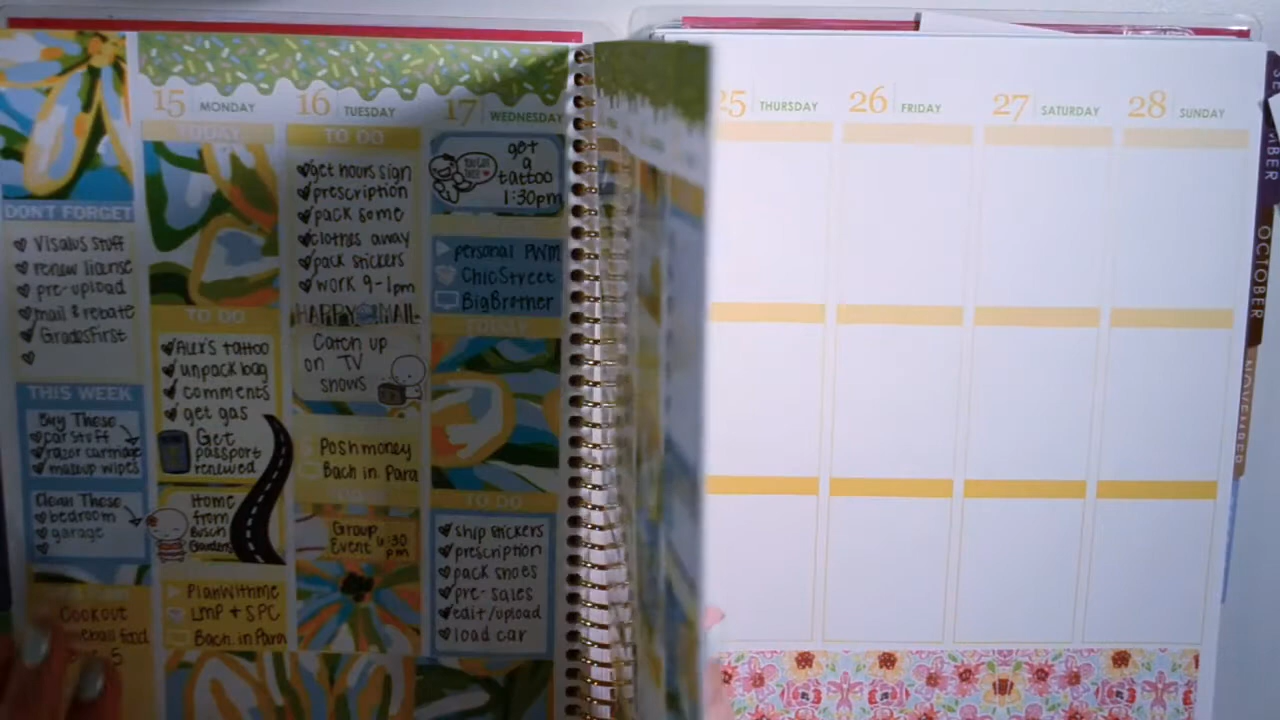 15 MONDAY
16 TUESDAY
17 WEDNESDAY
DON'T FORGET
Visalus stuff
renew license
pre-upload
mail & rebate
GradesFirst
THIS WEEK
Buy These
car stuff
razor cartridge
makeup wipes
Clean These
bedroom
garage
Cookout
5
TODAY
TO DO
Alex's tattoo
unpack bag
comments
get gas
Get
passport
renewed
Home
from
Busch
Gardens
PlanWithMe
LMP + SPC
Bach. in Para
TO DO
get hours sign
prescription
pack some
clothes away
pack stickers
work 9-1pm
HAPPY MAIL
Catch up
on TV
shows
Posh money
Bach in Para
Group
Event 6:30
pm
YOU CAN
get
a
tattoo
1:30pm
personal PWM
ChicStreet
BigBrother
TODAY
TO DO
ship stickers
prescription
pack shoes
pre-sales
edit/upload
load car
25 THURSDAY
26 FRIDAY
27 SATURDAY
28 SUNDAY
OCTOBER
NOVEMBER